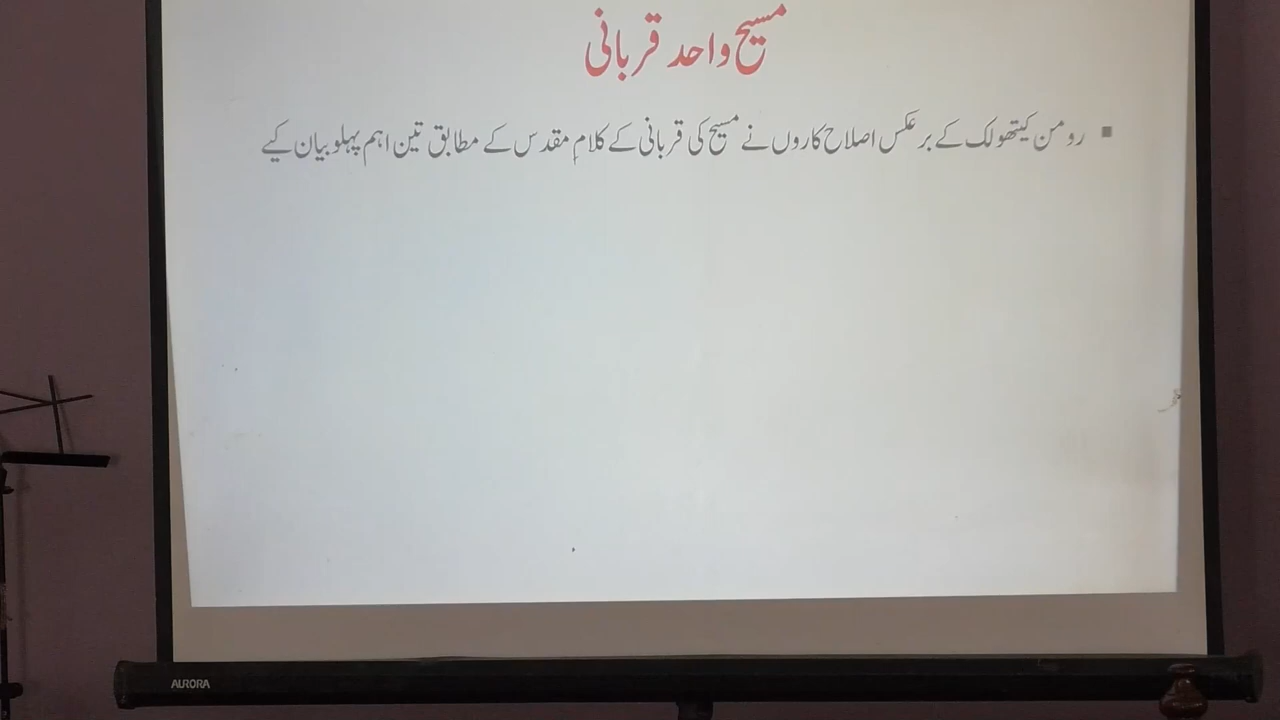 مسیح واحد قربانی
▪ رومن کیتھولک کے برعکس اصلاح کاروں نے مسیح کی قربانی کے کلامِ مقدس کے مطابق تین اہم پہلو بیان کیے
AURORA